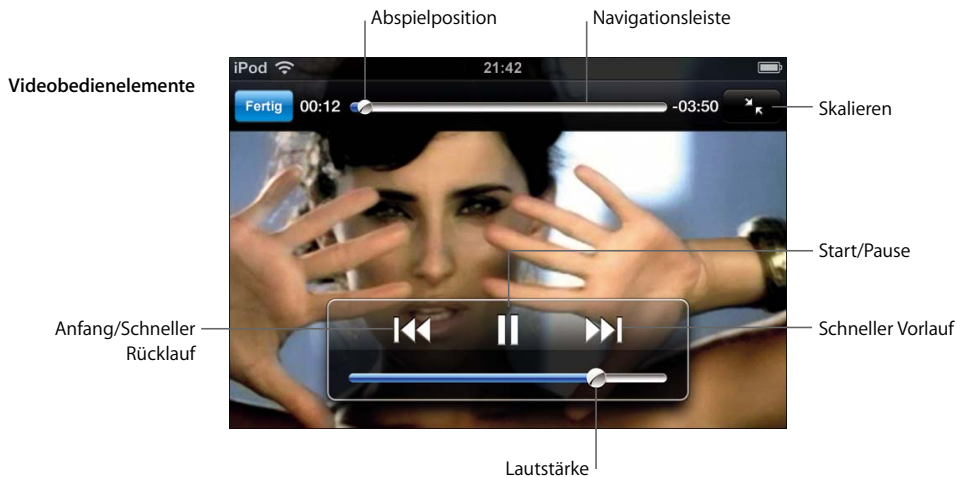 Abspielposition
Navigationsleiste
Videobedienelemente
iPod
21:42
Fertig
00:12
-03:50
Skalieren
Start/Pause
Anfang/Schneller
Rücklauf
Schneller Vorlauf
Lautstärke